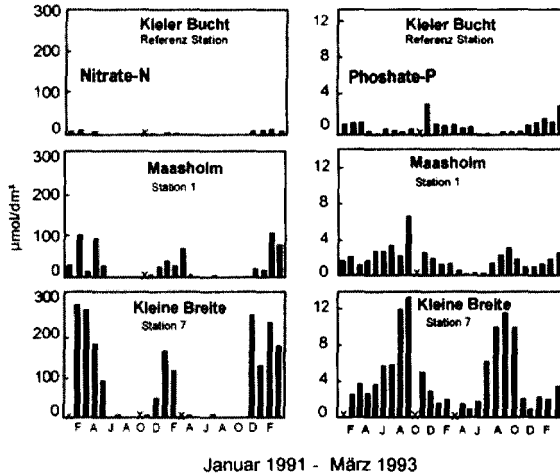 300
200
100
0
Kieler Bucht
Referenz Station
Nitrate-N
x
12
8
4
0
Kieler Bucht
Referenz Station
Phoshate-P
x
µmol/dm³
300
200
100
0
Maasholm
Station 1
x
12
8
4
0
Maasholm
Station 1
x
300
200
100
0
Kleine Breite
Station 7
x x x
F A J A O D F A J A O D F
12
8
4
0
Kleine Breite
Station 7
x x x
F A J A O D F A J A O D F
Januar 1991 - März 1993